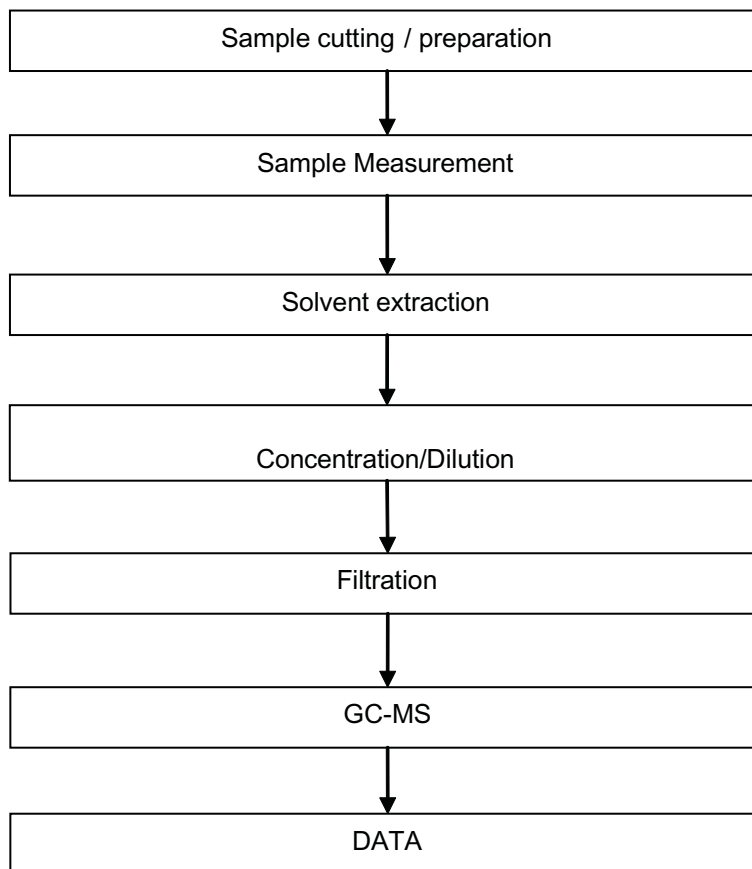 Sample cutting / preparation
Sample Measurement
Solvent extraction
Concentration/Dilution
Filtration
GC-MS
DATA